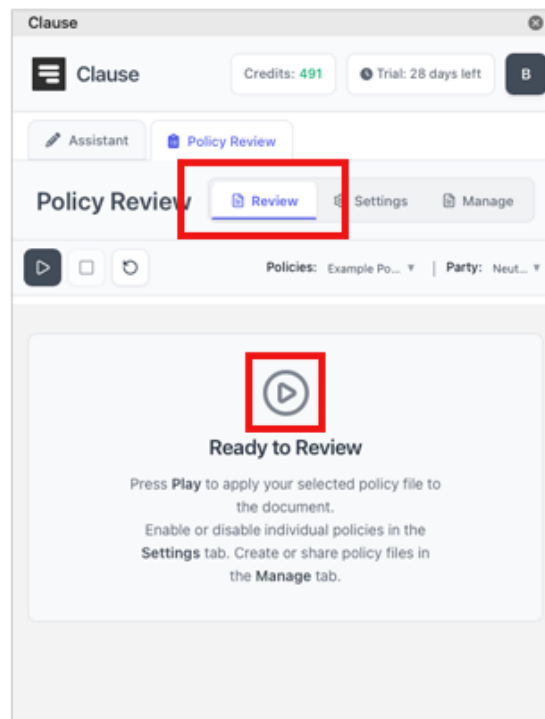 Clause
Clause
Credits: 491
Trial: 28 days left
B
Assistant
Policy Review
Policy Review
Review
Settings
Manage
Policies: Example Po... | Party: Neut...
Ready to Review
Press Play to apply your selected policy file to
the document.
Enable or disable individual policies in the
Settings tab. Create or share policy files in
the Manage tab.